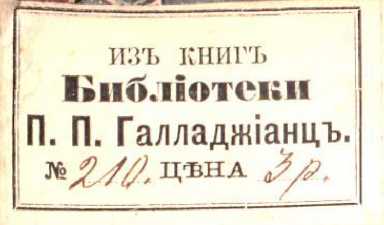 ИЗЪ КНИГЪ
Библіотеки
П. П. Галладжіанцъ.
№ 210. ЦѢНА 3 р.